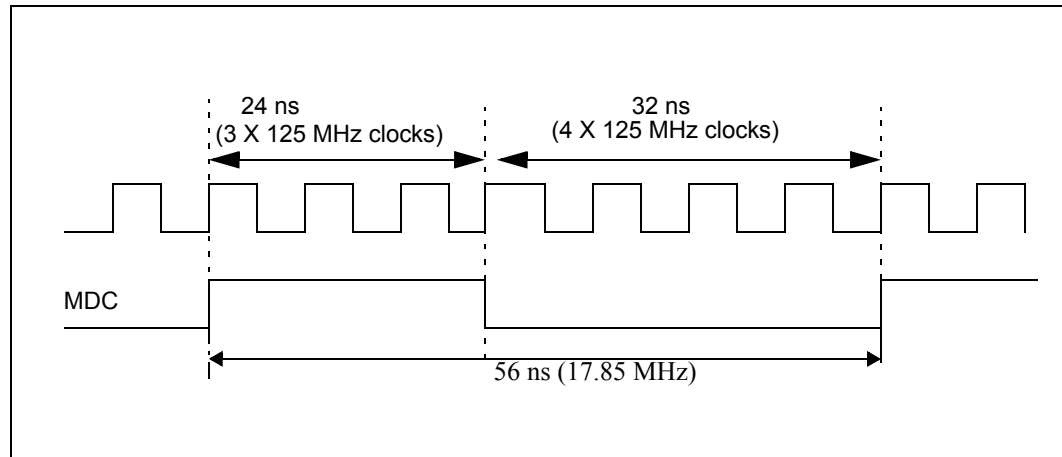 24 ns
(3 X 125 MHz clocks)
32 ns
(4 X 125 MHz clocks)
MDC
56 ns (17.85 MHz)